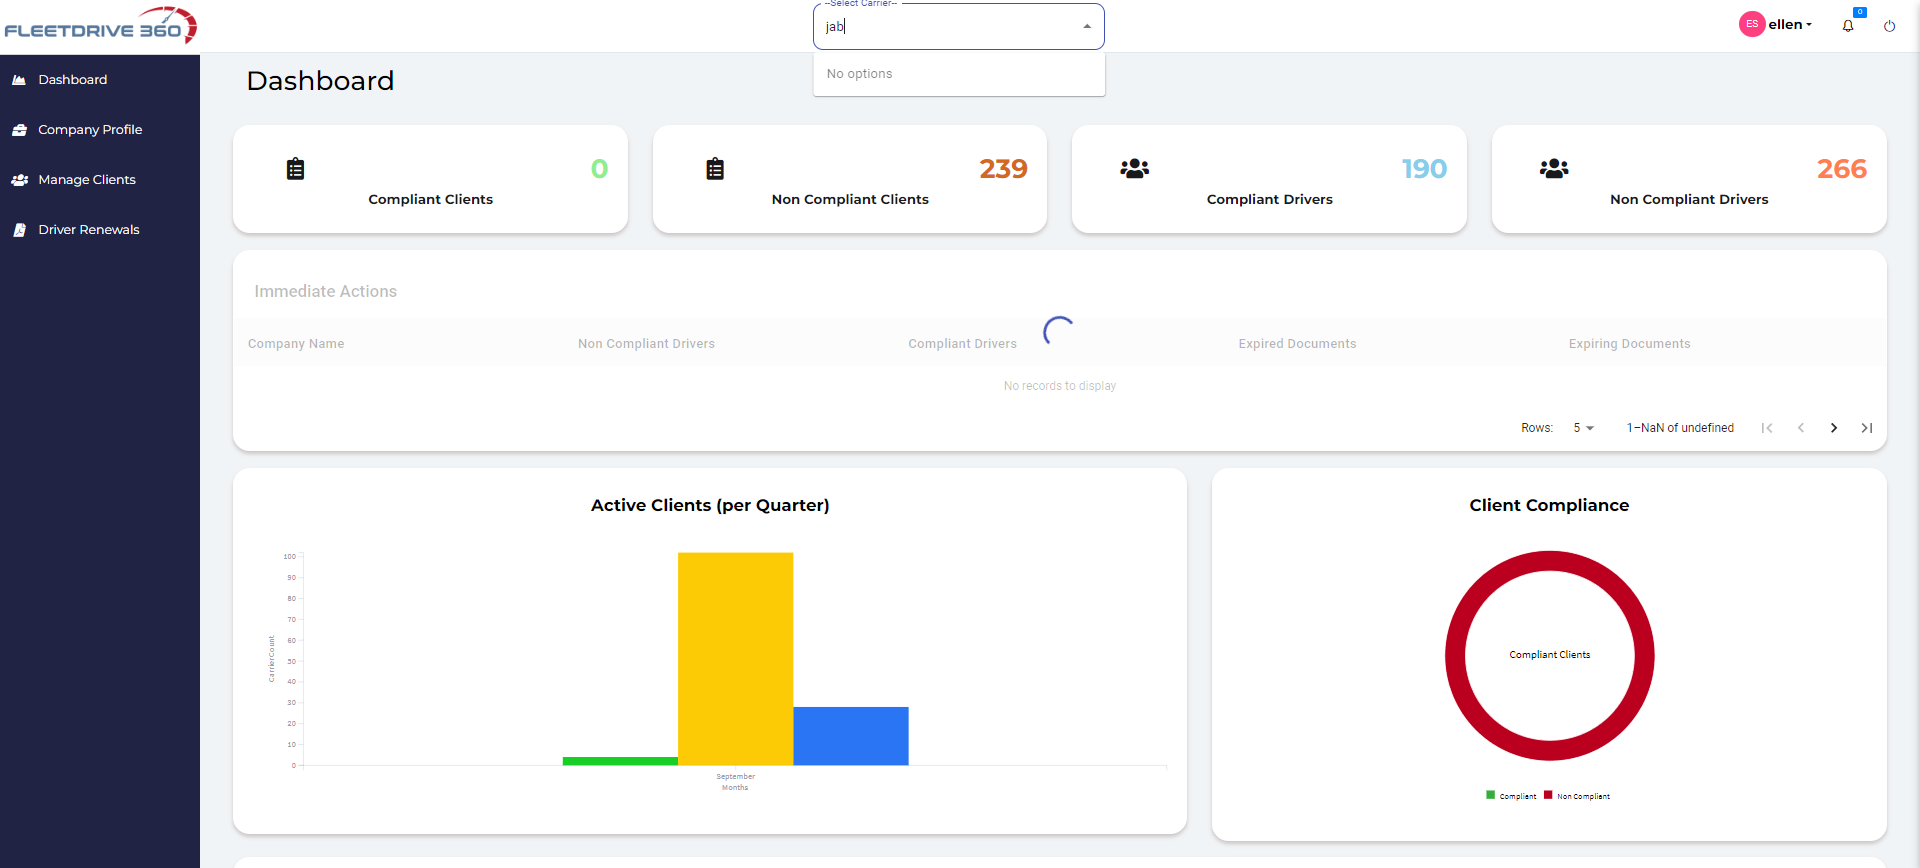 FLEETDRIVE 360
--Select Carrier--
jab
No options
ES
ellen
0
Dashboard
Company Profile
Manage Clients
Driver Renewals
Dashboard
0
Compliant Clients
239
Non Compliant Clients
190
Compliant Drivers
266
Non Compliant Drivers
Immediate Actions
Company Name
Non Compliant Drivers
Compliant Drivers
Expired Documents
Expiring Documents
No records to display
Rows:
5
1–NaN of undefined
Active Clients (per Quarter)
100
90
80
70
60
50
40
30
20
10
0
CarrierCount
September
Months
Client Compliance
Compliant Clients
Compliant
Non Compliant